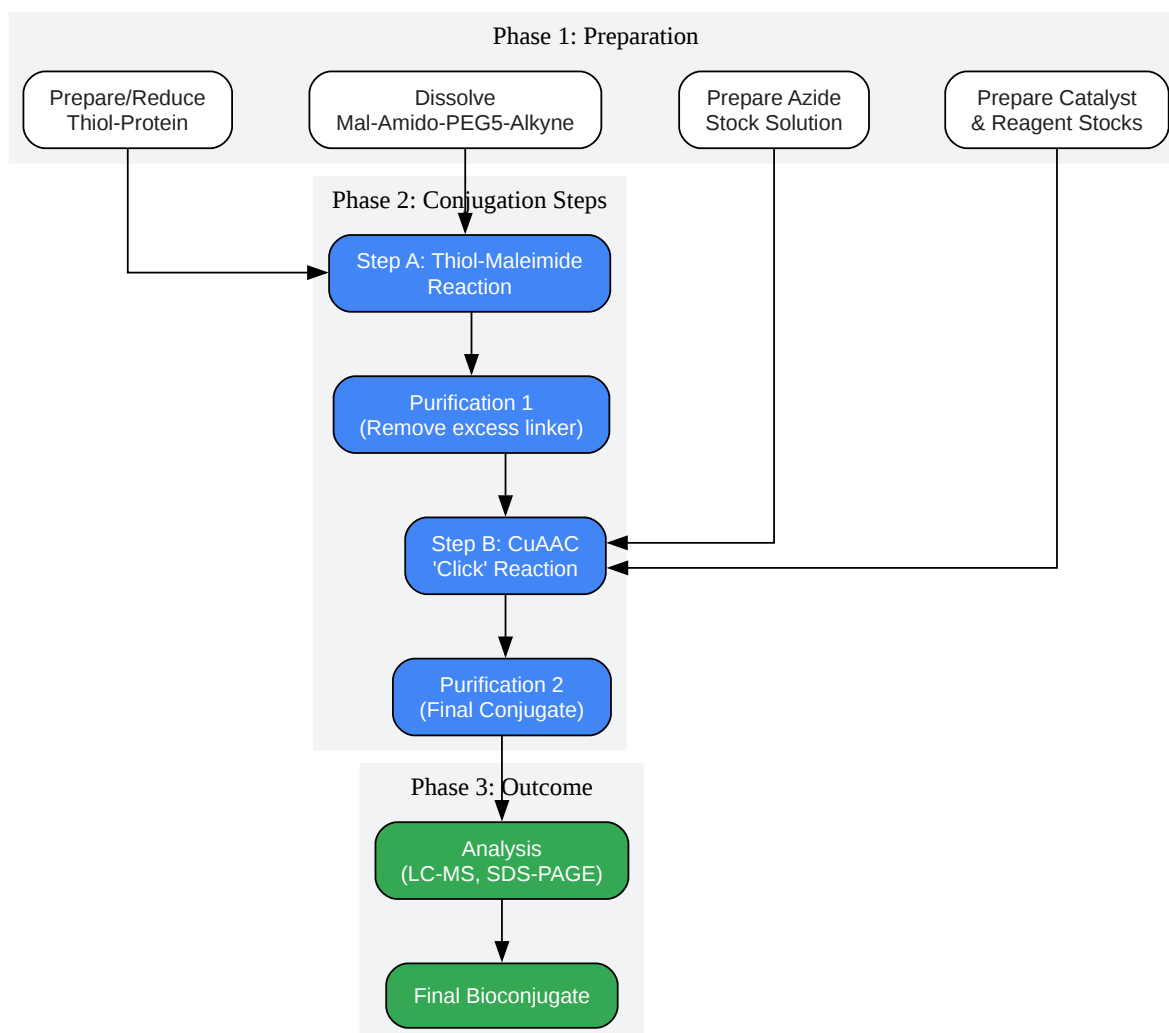 Phase 1: Preparation
Prepare/Reduce
Thiol-Protein
Dissolve
Mal-Amido-PEG5-Alkyne
Prepare Azide
Stock Solution
Prepare Catalyst
& Reagent Stocks
Phase 2: Conjugation Steps
Step A: Thiol-Maleimide
Reaction
Purification 1
(Remove excess linker)
Step B: CuAAC
'Click' Reaction
Purification 2
(Final Conjugate)
Phase 3: Outcome
Analysis
(LC-MS, SDS-PAGE)
Final Bioconjugate